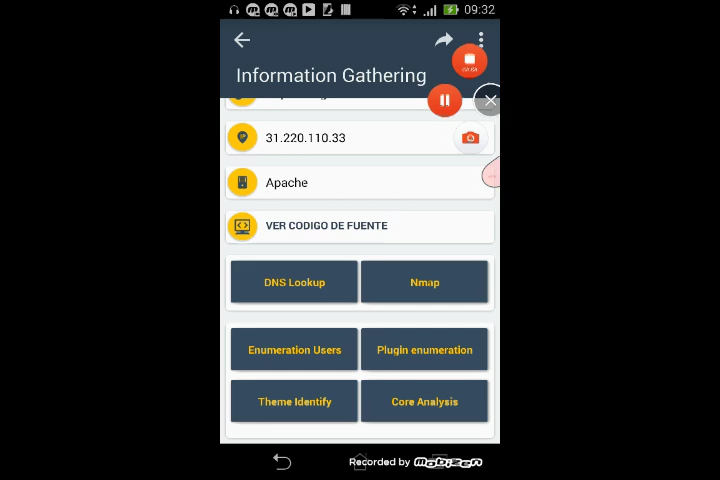 09:32
Information Gathering
31.220.110.33
Apache
VER CODIGO DE FUENTE
DNS Lookup
Nmap
Enumeration Users
Plugin enumeration
Theme Identify
Core Analysis
Recorded by mobizen